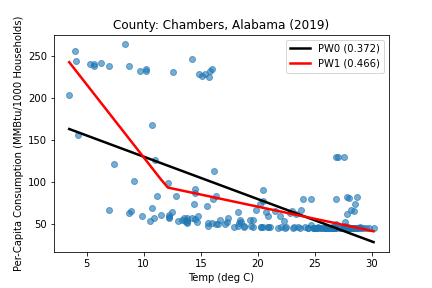 County: Chambers, Alabama (2019)
PW0 (0.372)
PW1 (0.466)
Per-Capita Consumption (MMBtu/1000 Households)
250
200
150
100
50
5 10 15 20 25 30
Temp (deg C)